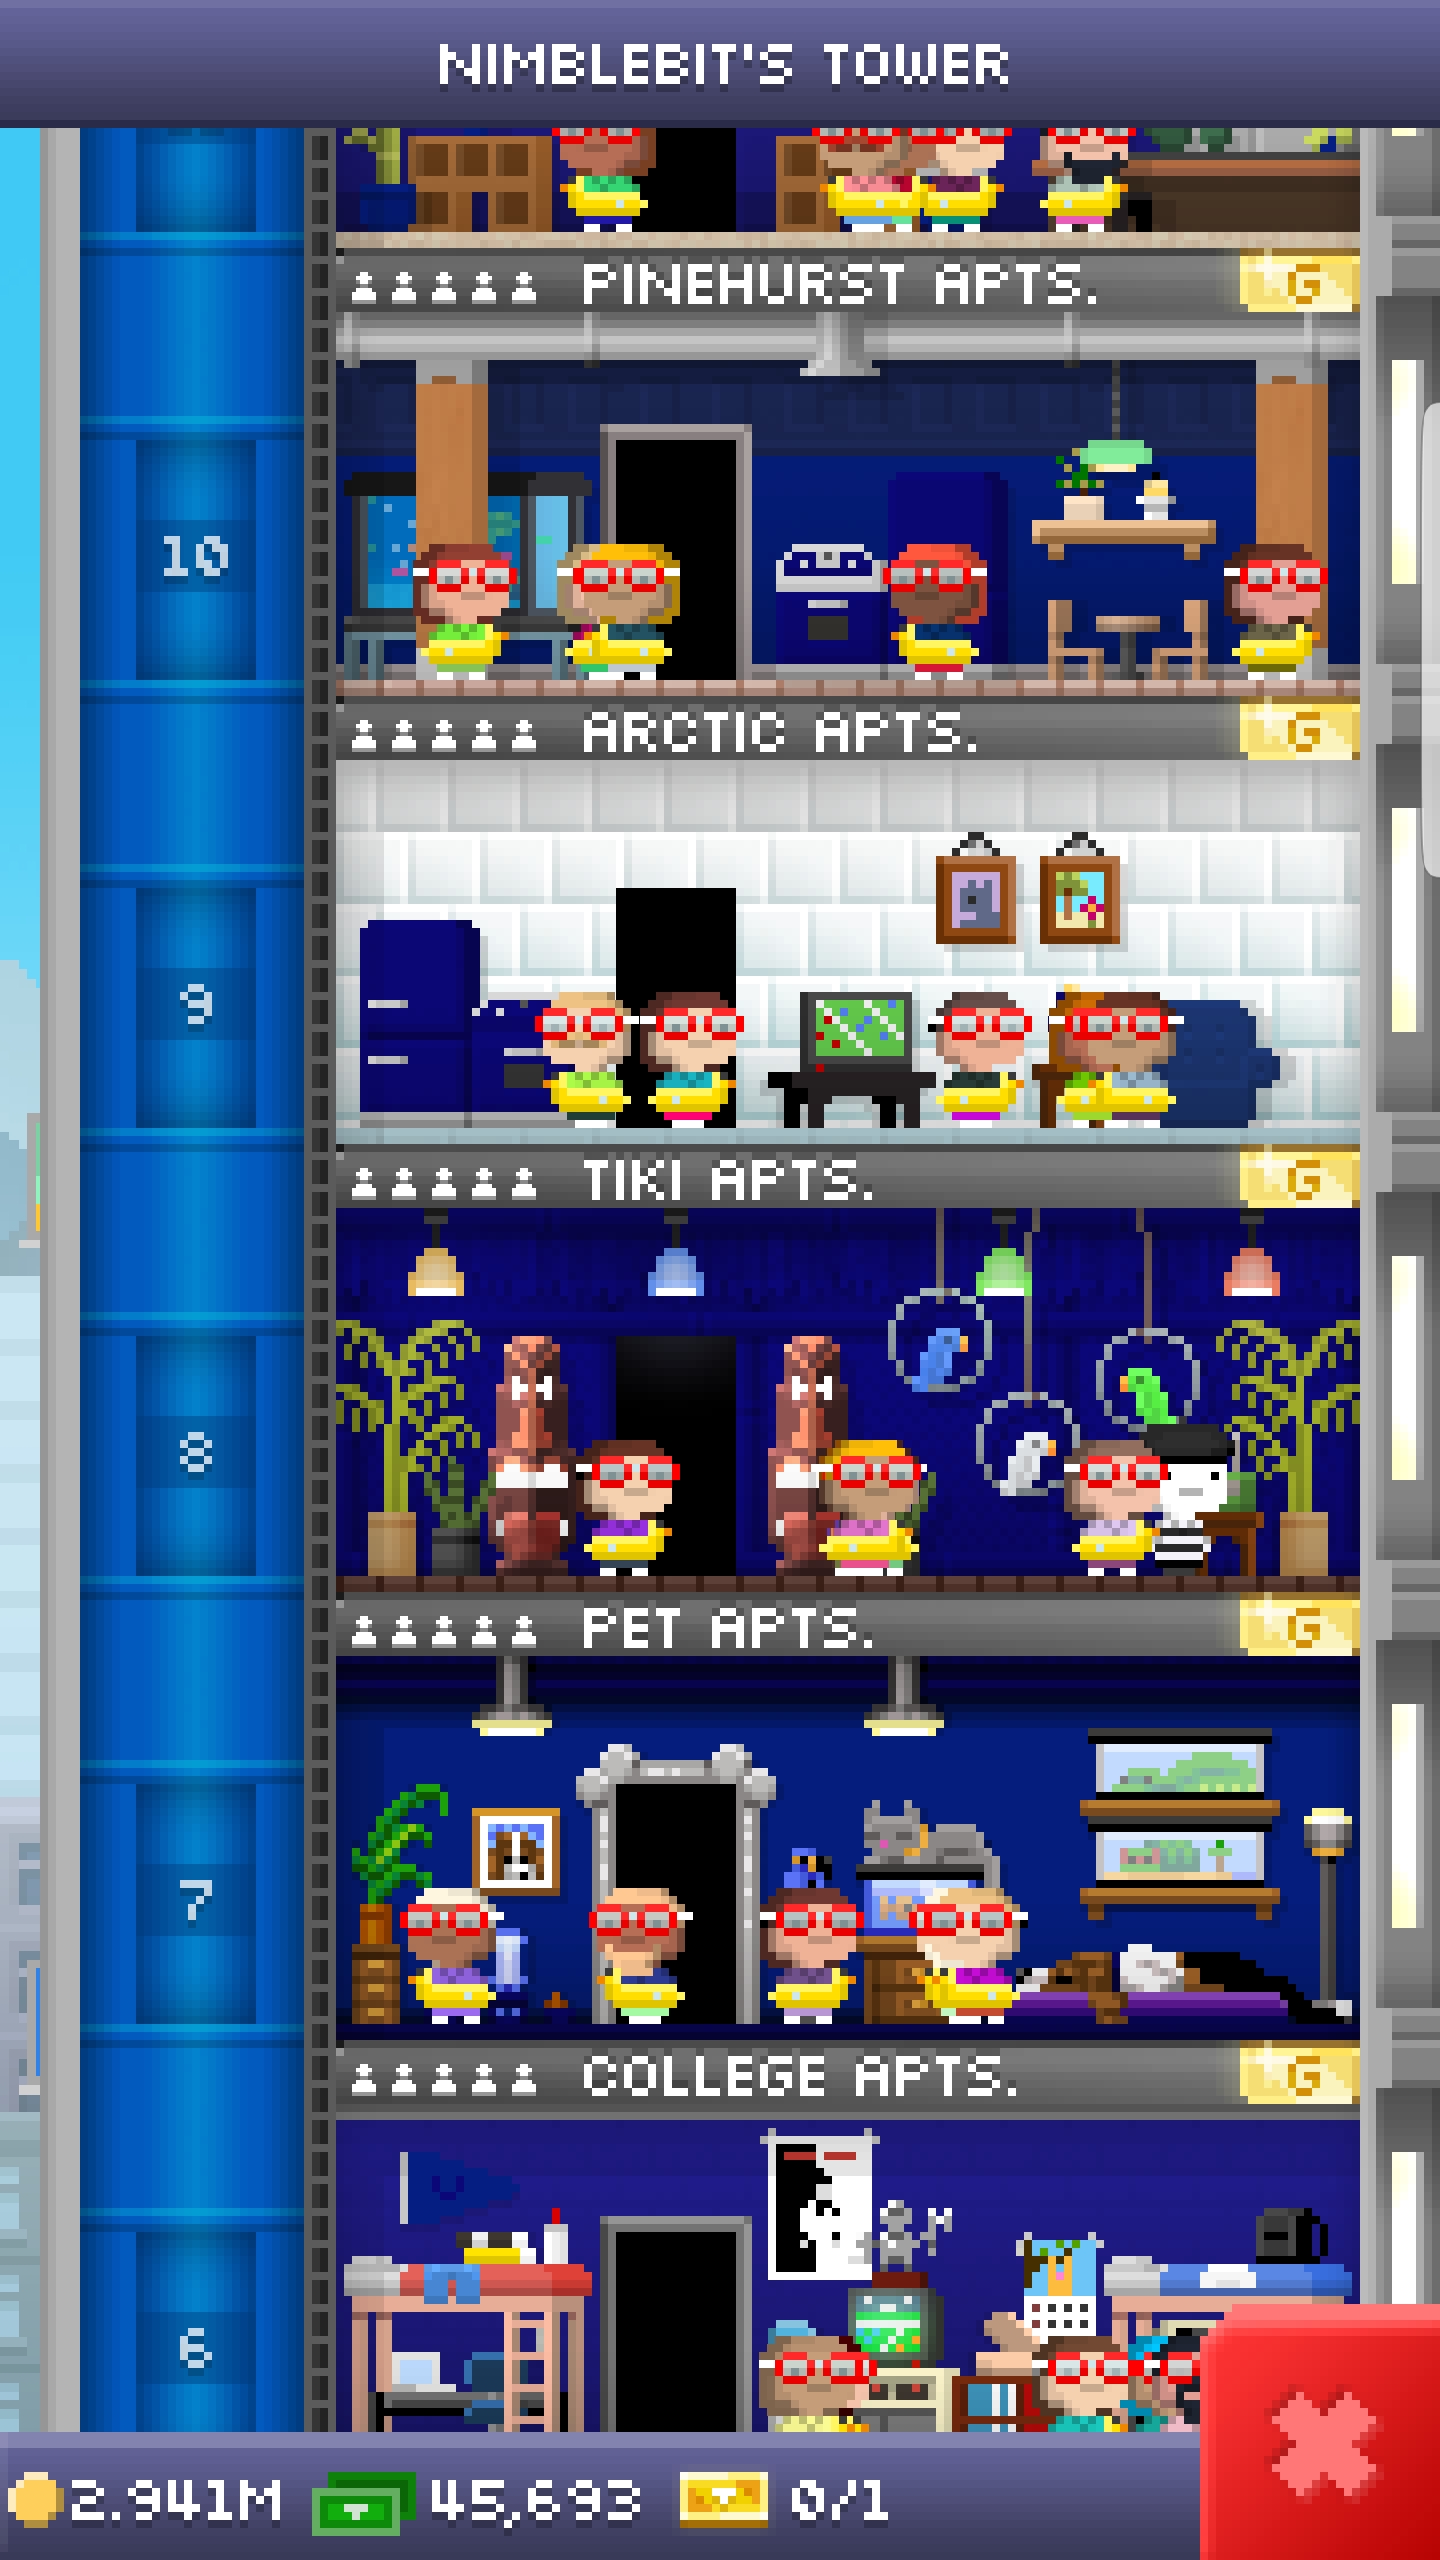 NIMBLEBIT'S TOWER
PINEHURST APTS. G
10
ARCTIC APTS. G
9
TIKI APTS. G
8
PET APTS. G
7
COLLEGE APTS. G
6
2.941M 45,693 0/1